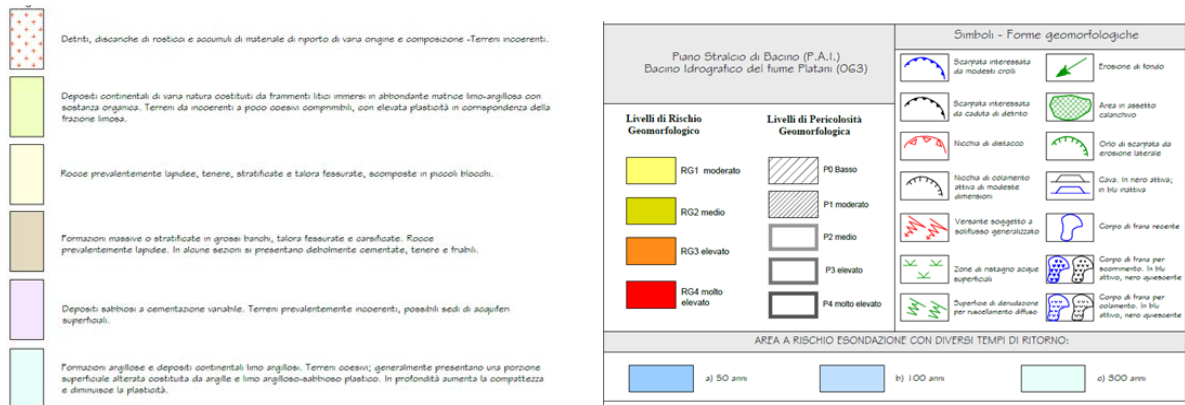 Detriti, discariche di rosticci e accumuli di materiale di riporto di varia origine e composizione -Terreni incoerenti.
Depositi continentali di varia natura costituiti da frammenti litici immersi in abbondante matrice limo-argillosa con
sostanza organica. Terreni da incoerenti a poco coesivi comprimibili, con elevata plasticità in corrispondenza della
frazione limosa.
Rocce prevalentemente lapidee, tenere, stratificate e talora fessurate, scomposte in piccoli blocchi.
Formazioni massive o stratificate in grossi banchi, talora fessurate e carsificate. Rocce
prevalentemente lapidee. In alcune sezioni si presentano debolmente cementate, tenere e friabili.
Depositi sabbiosi a cementazione variabile. Terreni prevalentemente incoerenti, possibili sedi di acquiferi
superficiali.
Formazioni argillose e depositi continentali limo argillosi. Terreni coesivi; generalmente presentano una porzione
superficiale alterata costituita da argille e limo argilloso-sabbioso plastico. In profondità aumenta la compattezza
e diminuisce la plasticità.
Piano Stralcio di Bacino (P.A.I.)
Bacino Idrografico del fiume Platani (063)
Livelli di Rischio
Geomorfologico
RG1 moderato
RG2 medio
RG3 elevato
RG4 molto
elevato
Livelli di Pericolosità
Geomorfologica
P0 Basso
P1 moderato
P2 medio
P3 elevato
P4 molto elevato
Simboli - Forme geomorfologiche
Scarpata interessata
da modesti crolli
Scarpata interessata
da caduta di detrito
Nicchia di distacco
Nicchia di colamento
attiva di modeste
dimensioni
Versante soggetto a
soliflusso generalizzato
Zone di ristagno acque
superficiali
Superficie di denudazione
per ruscellamento diffuso
Erosione di fondo
Area in assetto
calanchivo
Orlo di scarpata da
erosione laterale
Cava. In nero attiva;
in blu inattiva
Corpo di frana recente
Corpo di frana per
scorrimento. In blu
attivo, nero quiescente
Corpo di frana per
colamento. In blu
attivo, nero quiescente
AREA A RISCHIO ESONDAZIONE CON DIVERSI TEMPI DI RITORNO:
a) 50 anni
b) 100 anni
c) 300 anni